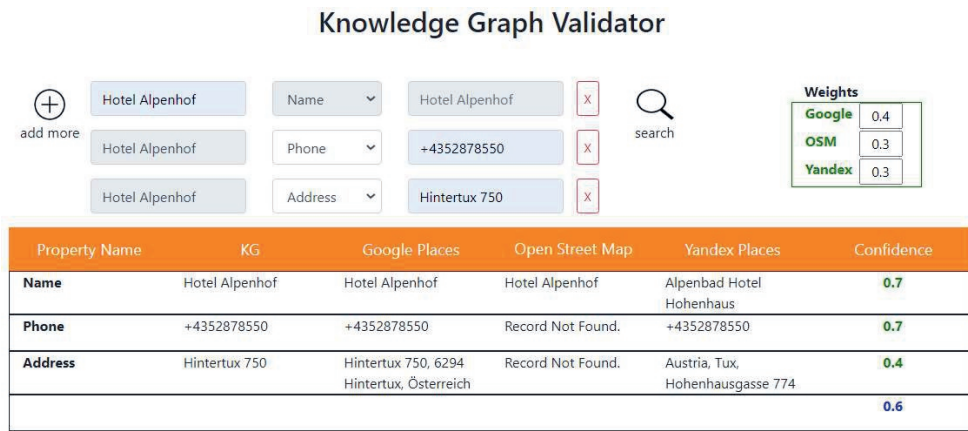 Knowledge Graph Validator
add more
Hotel Alpenhof Name Hotel Alpenhof X
search
Hotel Alpenhof Phone +4352878550 X
Hotel Alpenhof Address Hintertux 750 X
Weights
Google 0.4
OSM 0.3
Yandex 0.3
Property Name KG Google Places Open Street Map Yandex Places Confidence
Name Hotel Alpenhof Hotel Alpenhof Hotel Alpenhof Alpenbad Hotel 0.7
Hohenhaus
Phone +4352878550 +4352878550 Record Not Found. +4352878550 0.7
Address Hintertux 750 Hintertux 750, 6294 Record Not Found. Austria, Tux, 0.4
Hintertux, Österreich Hohenhausgasse 774
0.6